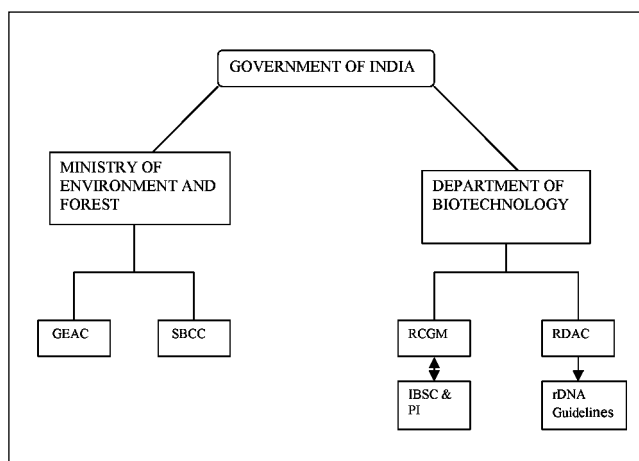 GOVERNMENT OF INDIA
MINISTRY OF
ENVIRONMENT AND
FOREST
DEPARTMENT OF
BIOTECHNOLOGY
GEAC
SBCC
RCGM
RDAC
IBSC &
PI
rDNA
Guidelines